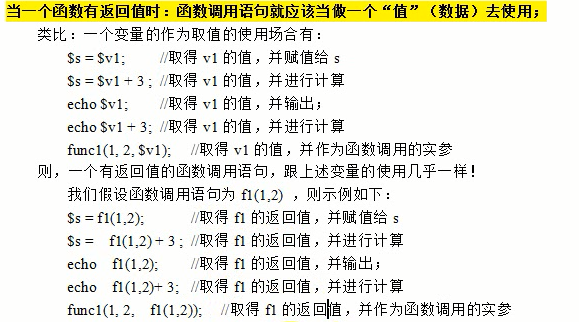 当一个函数有返回值时：函数调用语句就应该当做一个“值”（数据）去使用；
类比：一个变量的作为取值的使用场合有：
$s = $v1; //取得 v1 的值，并赋值给 s
$s = $v1 + 3 ; //取得 v1 的值，并进行计算
echo $v1; //取得 v1 的值，并输出；
echo $v1 + 3; //取得 v1 的值，并进行计算
func1(1, 2, $v1); //取得 v1 的值，并作为函数调用的实参
则，一个有返回值的函数调用语句，跟上述变量的使用几乎一样！
我们假设函数调用语句为 f1(1,2) ，则示例如下：
$s = f1(1,2); //取得 f1 的返回值，并赋值给 s
$s = f1(1,2) + 3 ; //取得 f1 的返回值，并进行计算
echo f1(1,2); //取得 f1 的返回值，并输出；
echo f1(1,2)+ 3; //取得 f1 的返回值，并进行计算
func1(1, 2, f1(1,2)); //取得 f1 的返回值，并作为函数调用的实参